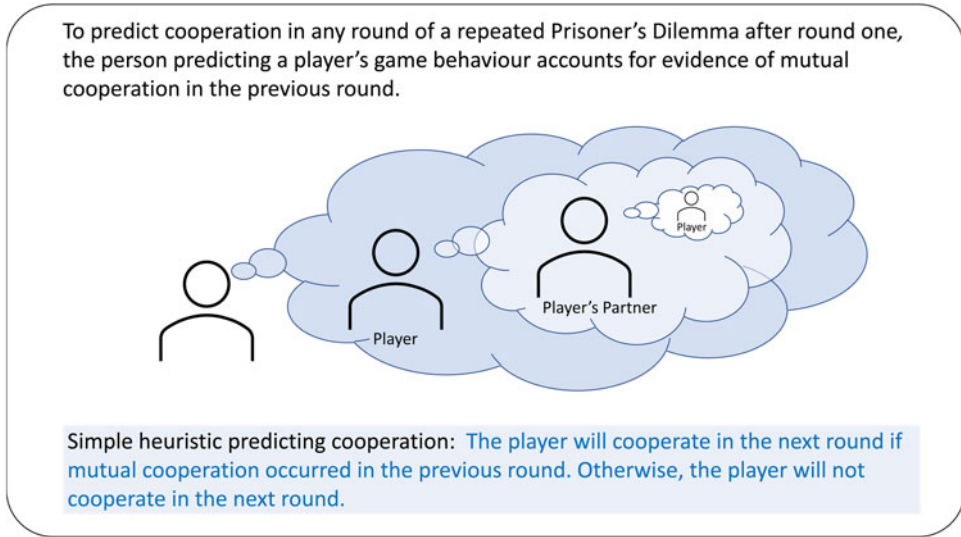 To predict cooperation in any round of a repeated Prisoner's Dilemma after round one,
the person predicting a player's game behaviour accounts for evidence of mutual
cooperation in the previous round.
Player
Player's Partner
Player
Simple heuristic predicting cooperation: The player will cooperate in the next round if
mutual cooperation occurred in the previous round. Otherwise, the player will not
cooperate in the next round.